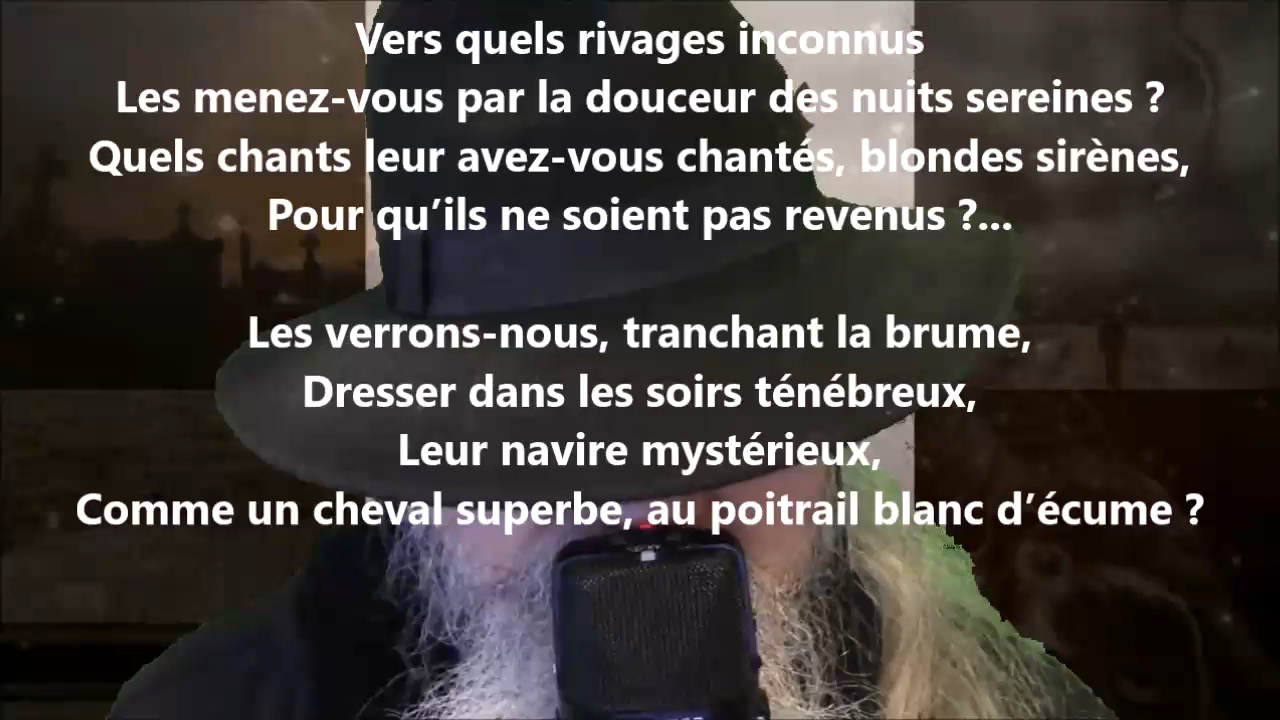 Vers quels rivages inconnus
Les menez-vous par la douceur des nuits sereines ?
Quels chants leur avez-vous chantés, blondes sirènes,
Pour qu’ils ne soient pas revenus ?...
Les verrons-nous, tranchant la brume,
Dresser dans les soirs ténébreux,
Leur navire mystérieux,
Comme un cheval superbe, au poitrail blanc d’écume ?